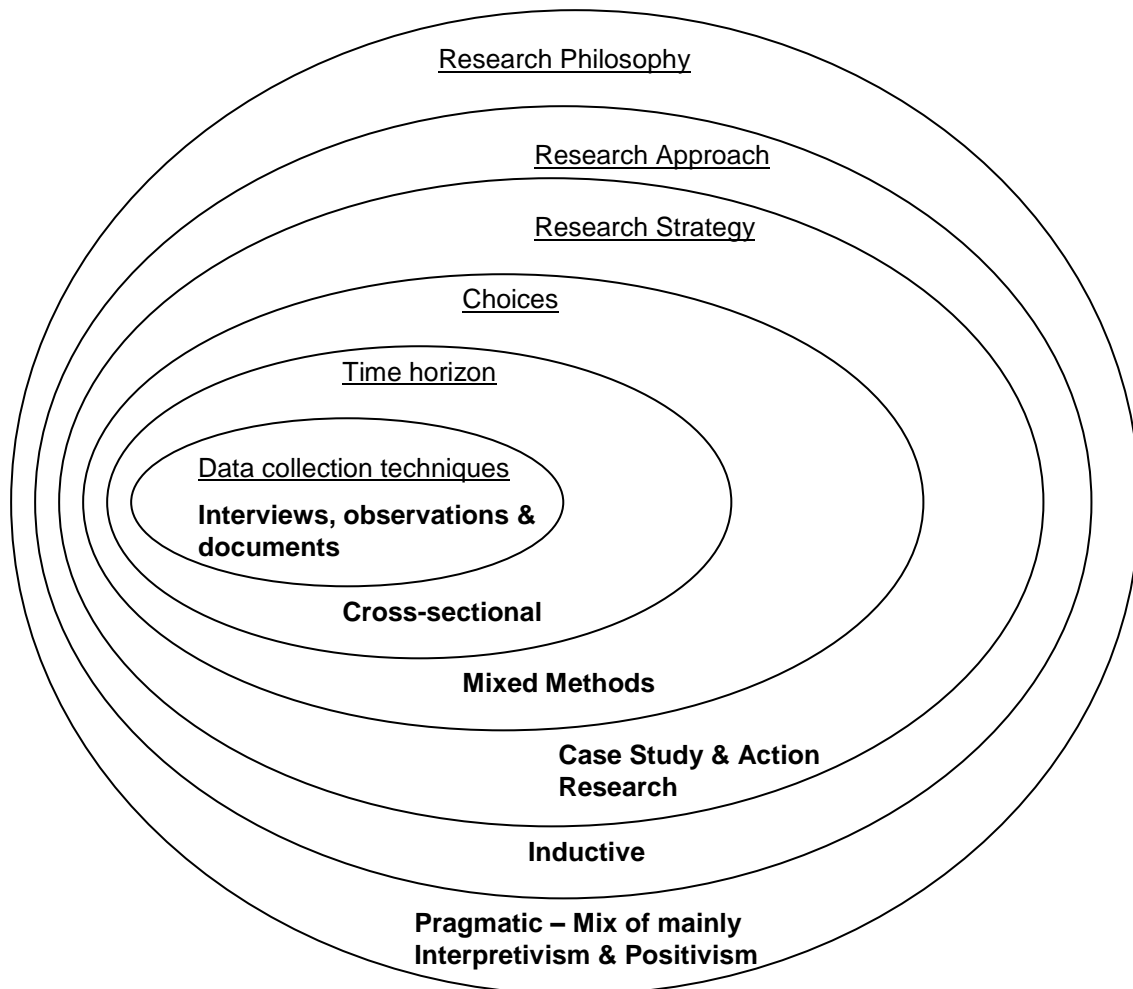 Research Philosophy
Research Approach
Research Strategy
Choices
Time horizon
Data collection techniques
Interviews, observations &
documents
Cross-sectional
Mixed Methods
Case Study & Action
Research
Inductive
Pragmatic – Mix of mainly
Interpretivism & Positivism